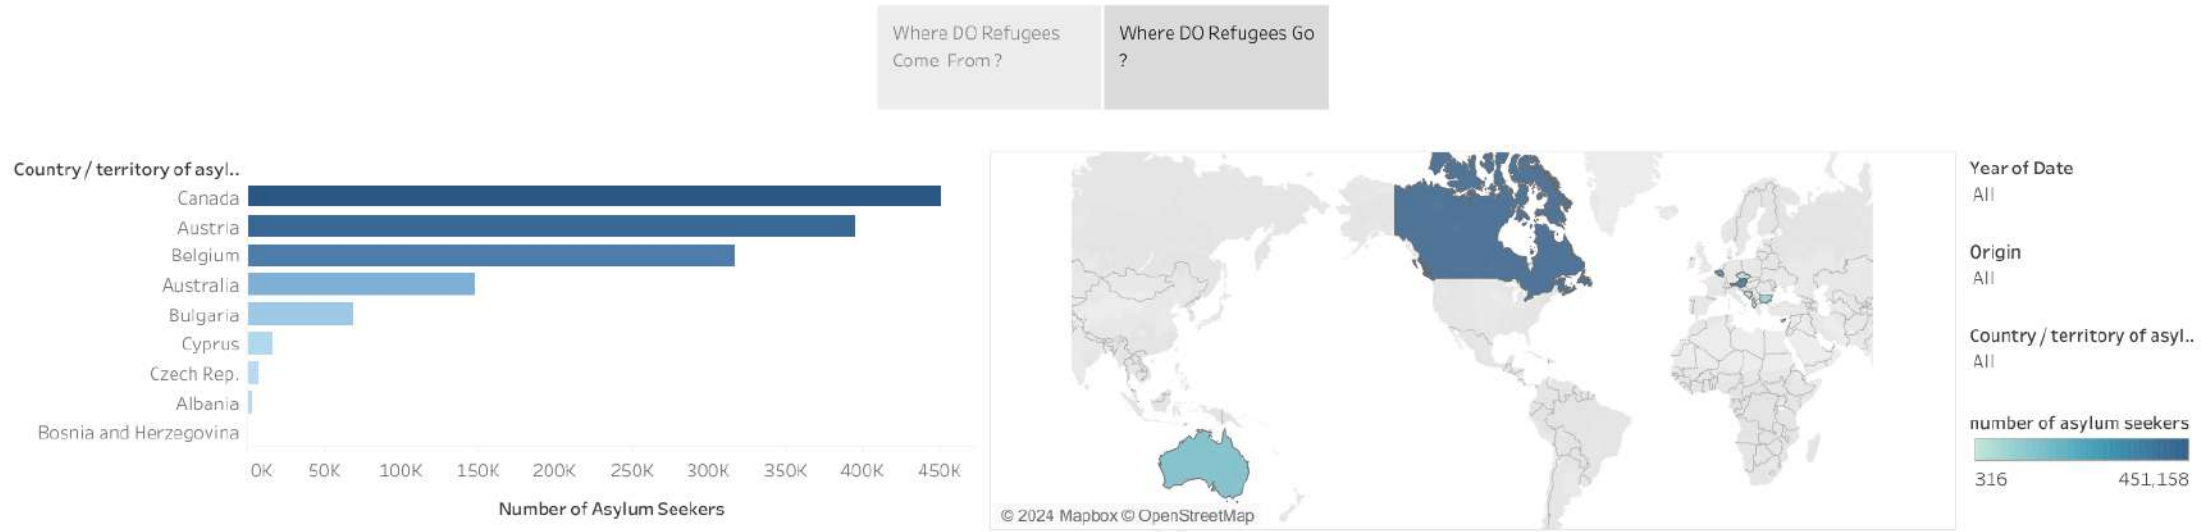 Where DO Refugees
Come From ?
Where DO Refugees Go
?
Country / territory of asyl..
Canada
Austria
Belgium
Australia
Bulgaria
Cyprus
Czech Rep.
Albania
Bosnia and Herzegovina
0K 50K 100K 150K 200K 250K 300K 350K 400K 450K
Number of Asylum Seekers
© 2024 Mapbox © OpenStreetMap
Year of Date
All
Origin
All
Country / territory of asyl..
All
number of asylum seekers
316 451,158